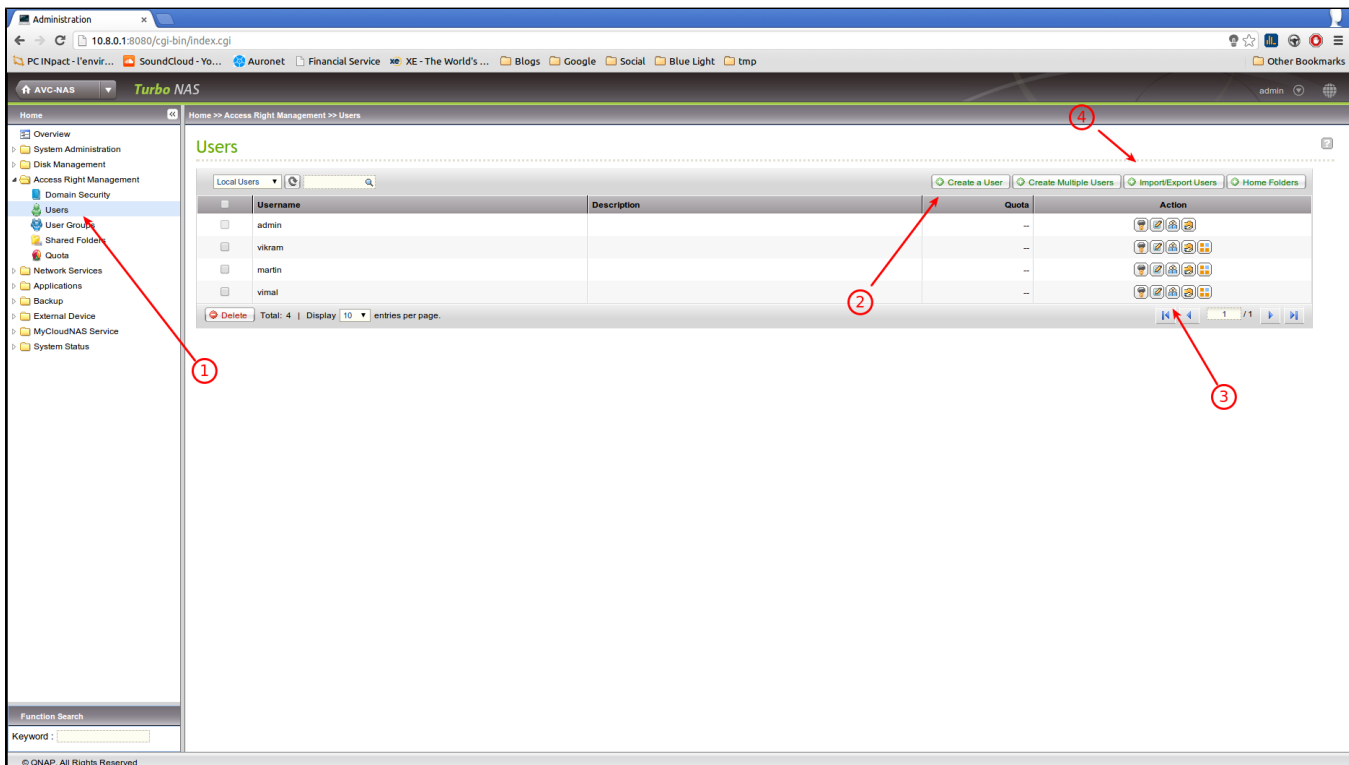 Administration
10.8.0.1:8080/cgi-bin/index.cgi
PC INpact - l'envir... SoundCloud - Yo... Auronet Financial Service XE - The World's ... Blogs Google Social Blue Light tmp Other Bookmarks
AVC-NAS Turbo NAS admin
Home
Home >> Access Right Management >> Users
4
Overview
System Administration
Disk Management
Access Right Management
Domain Security
Users
User Groups
Shared Folders
Quota
Network Services
Applications
Backup
External Device
MyCloudNAS Service
System Status
1
Users
Local Users Create a User Create Multiple Users Import/Export Users Home Folders
Username Description Quota Action
admin --
vikram --
martin --
vimal --
2
Delete Total: 4 | Display 10 entries per page. 1 / 1
3
Function Search
Keyword :
© QNAP, All Rights Reserved